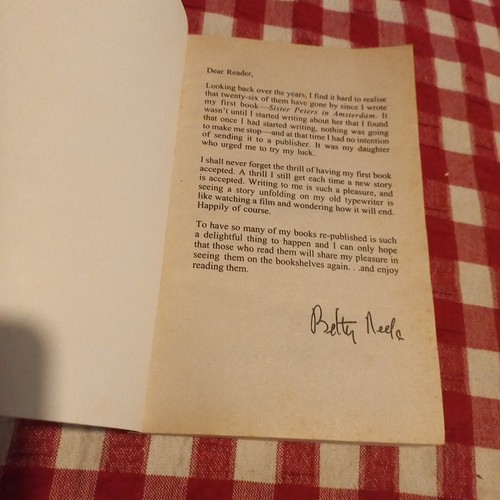 Dear Reader,
Looking back over the years, I find it hard to realise
that twenty-six of them have gone by since I wrote
my first book—Sister Peters in Amsterdam. It
wasn't until I started writing about her that I found
that once I had started writing, nothing was going
to make me stop—and at that time I had no intention
of sending it to a publisher. It was my daughter
who urged me to try my luck.
I shall never forget the thrill of having my first book
accepted. A thrill I still get each time a new story
is accepted. Writing to me is such a pleasure, and
seeing a story unfolding on my old typewriter is
like watching a film and wondering how it will end.
Happily of course.
To have so many of my books re-published is such
a delightful thing to happen and I can only hope
that those who read them will share my pleasure in
seeing them on the bookshelves again. . .and enjoy
reading them.
Betty Neels